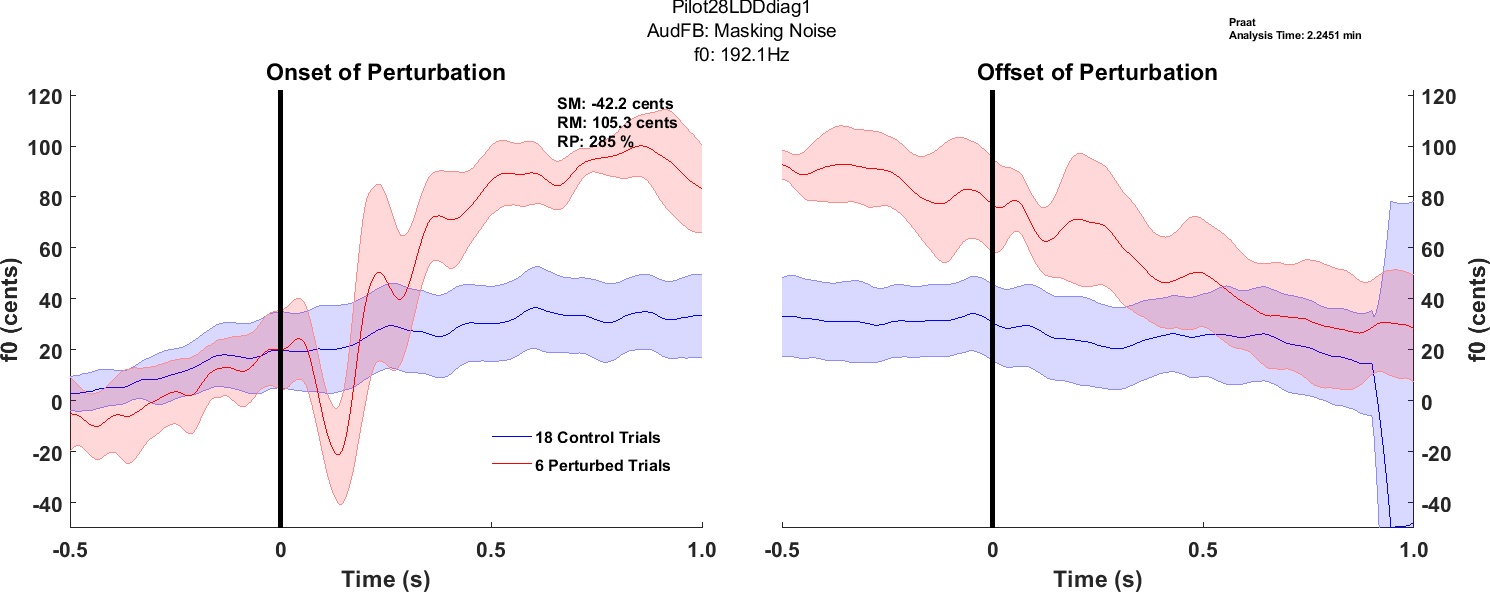 Pilot28LDDdiag1
AudFB: Masking Noise
f0: 192.1Hz
Praat
Analysis Time: 2.2451 min
Onset of Perturbation
SM: -42.2 cents
RM: 105.3 cents
RP: 285 %
120
100
80
60
40
20
0
-20
-40
f0 (cents)
18 Control Trials
6 Perturbed Trials
-0.5
0
0.5
1.0
Time (s)
Offset of Perturbation
120
100
80
60
40
20
0
-20
-40
f0 (cents)
-0.5
0
0.5
1.0
Time (s)